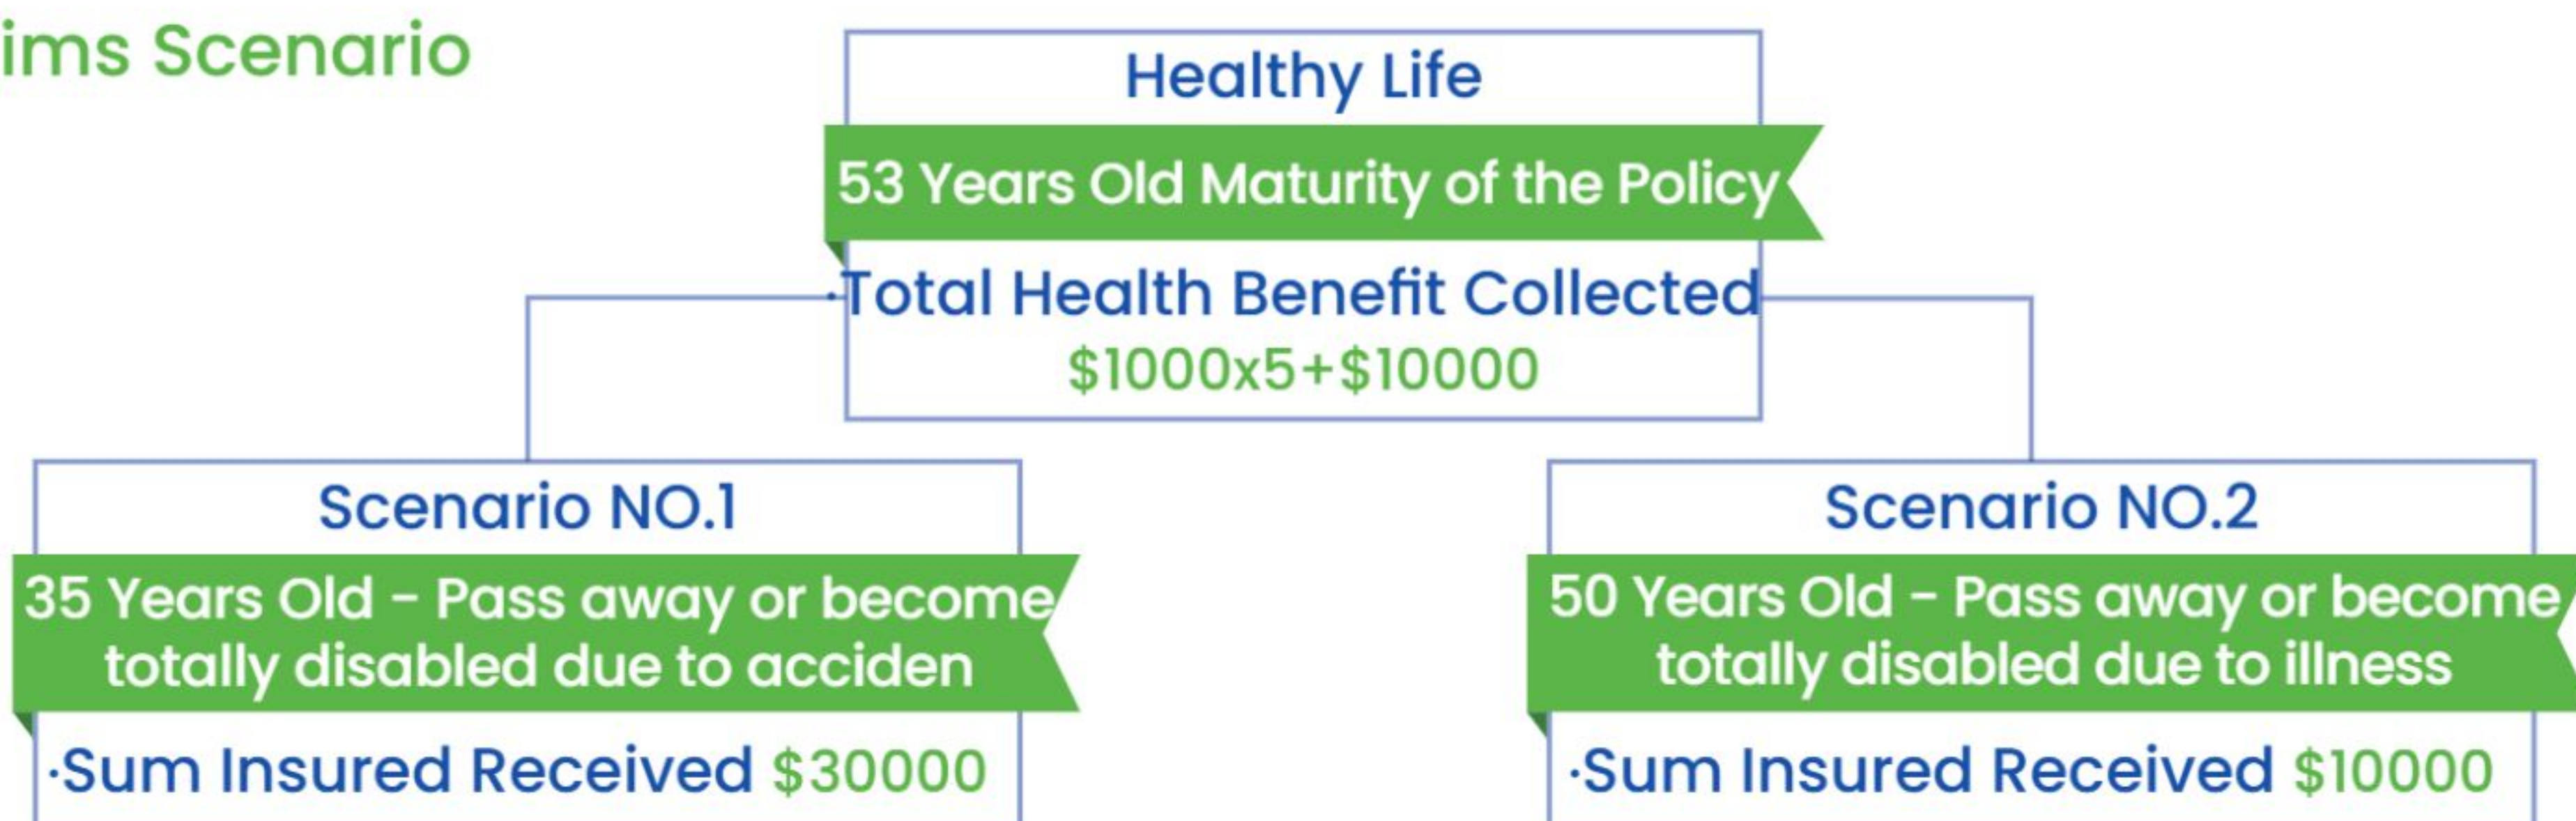 ims Scenario
Healthy Life
53 Years Old Maturity of the Policy
·Total Health Benefit Collected
$1000x5+$10000
Scenario NO.1
35 Years Old - Pass away or become
totally disabled due to acciden
·Sum Insured Received $30000
Scenario NO.2
50 Years Old - Pass away or become
totally disabled due to illness
·Sum Insured Received $10000